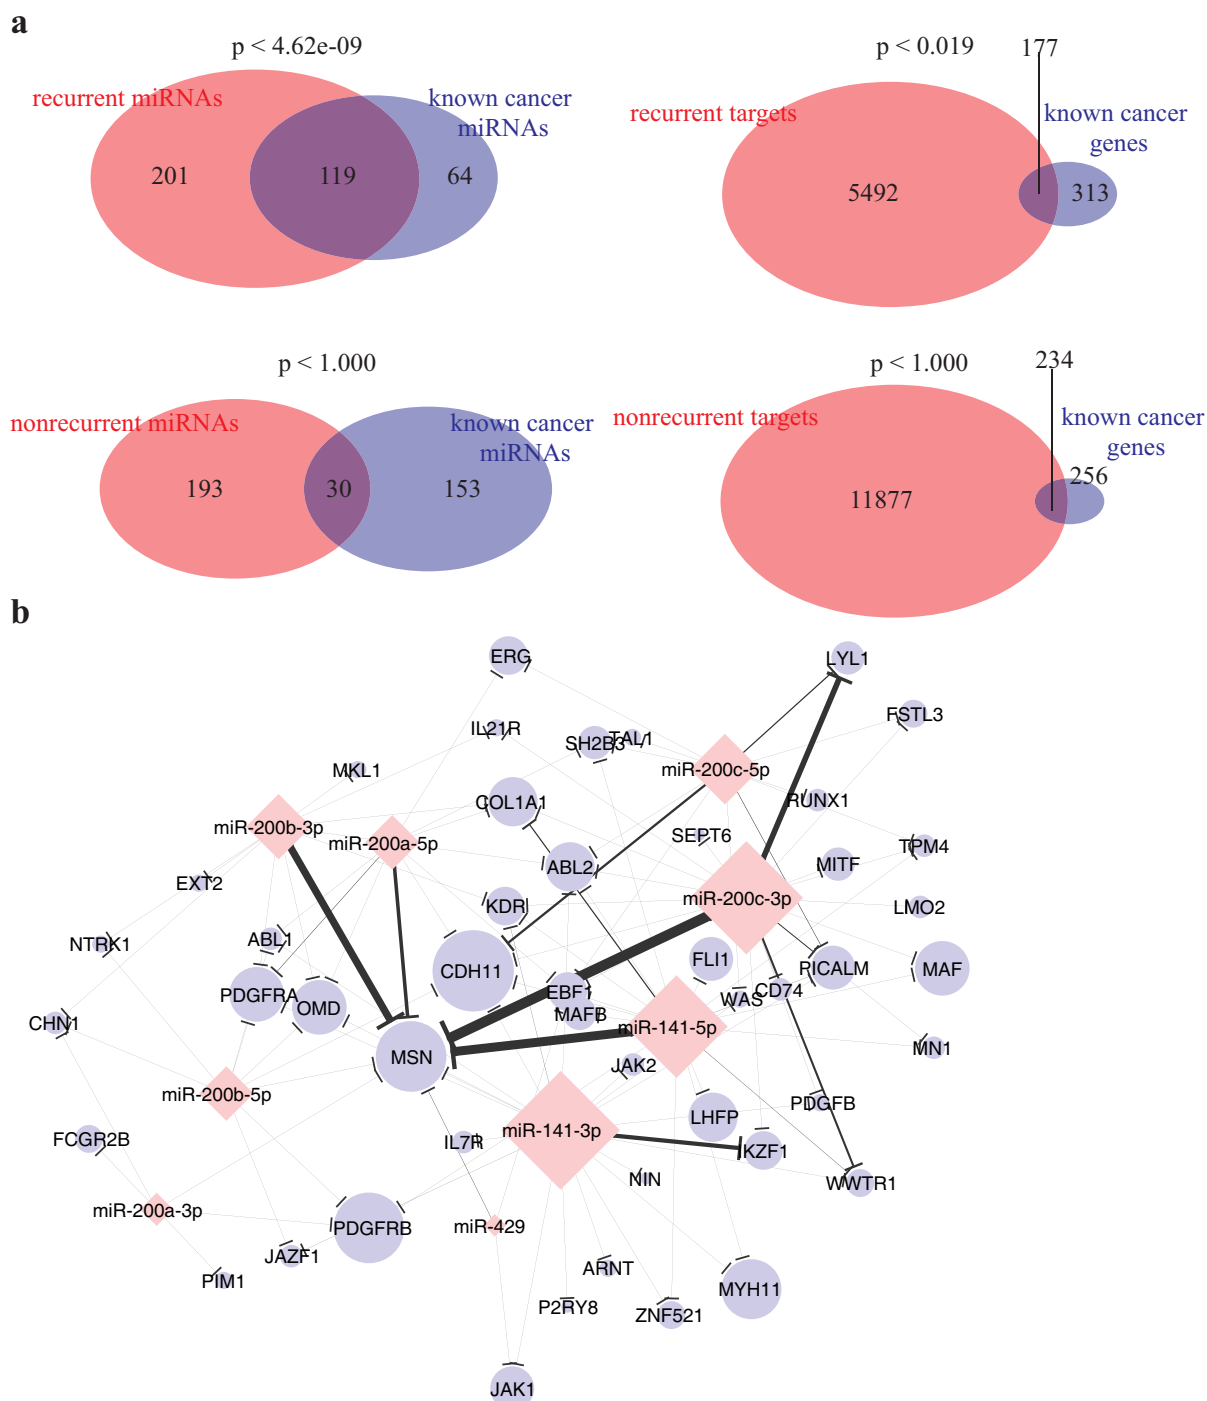 a
p < 4.62e-09
p < 0.019
177
recurrent miRNAs
known cancer
miRNAs
recurrent targets
known cancer
genes
201
119
64
5492
313
p < 1.000
p < 1.000
234
nonrecurrent miRNAs
known cancer
miRNAs
nonrecurrent targets
known cancer
genes
193
30
153
11877
256
b
ERG
LYL1
IL21R
SH2B3
TAL1
FSTL3
MKL1
miR-200c-5p
COL1A1
RUNX1
miR-200b-3p
miR-200a-5p
SEPT6
TPM4
ABL2
MITF
EXT2
miR-200c-3p
KDR
LMO2
NTRK1
ABL1
CDH11
FLI1
RICALM
MAF
PDGFRA
OMD
EBF1
WAS
CD74
CHN1
MAFB
miR-141-5p
MSN
MN1
JAK2
miR-200b-5p
PDGFB
LHFP
FCGR2B
IL7R
miR-141-3p
KZF1
NIN
WWTR1
miR-200a-3p
miR-429
PDGFRB
JAZF1
ARNT
PIM1
MYH11
P2RY8
ZNF521
JAK1